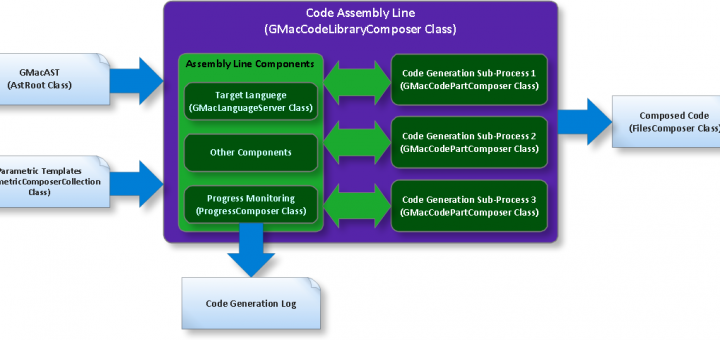 Code Assembly Line
(GMacCodeLibraryComposer Class)
GMacAST
(AstRoot Class)
Parametric Templates
metricComposerCollection
Class)
Assembly Line Components
Target Languege
(GMacLanguageServer Class)
Other Components
Progress Monitoring
(ProgressComposer Class)
Code Generation Sub-Process 1
(GMacCodePartComposer Class)
Code Generation Sub-Process 2
(GMacCodePartComposer Class)
Code Generation Sub-Process 3
(GMacCodePartComposer Class)
Composed Code
(FilesComposer Class)
Code Generation Log